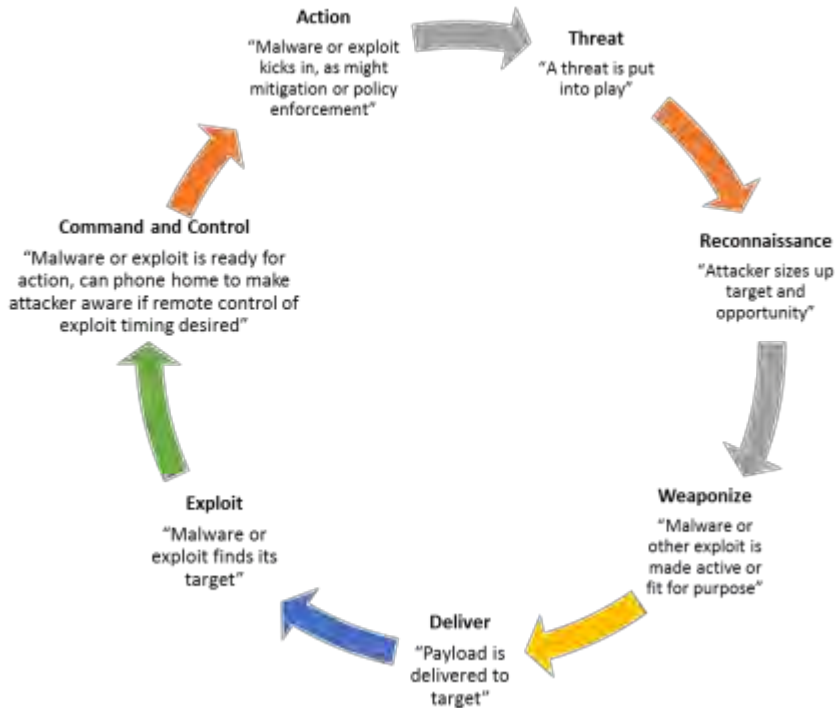 Action
“Malware or exploit
kicks in, as might
mitigation or policy
enforcement”
Threat
“A threat is put
into play”
Reconnaissance
“Attacker sizes up
target and
opportunity”
Weaponize
“Malware or
other exploit is
made active or
fit for purpose”
Deliver
“Payload is
delivered to
target”
Exploit
“Malware or
exploit finds its
target”
Command and Control
“Malware or exploit is ready for
action, can phone home to make
attacker aware if remote control of
exploit timing desired”